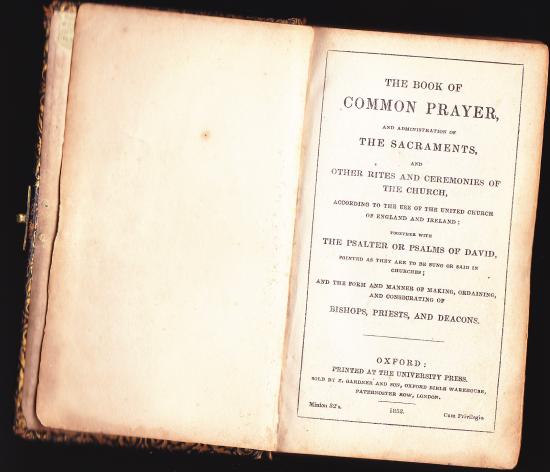 THE BOOK OF
COMMON PRAYER,
AND ADMINISTRATION OF
THE SACRAMENTS,
AND
OTHER RITES AND CEREMONIES OF
THE CHURCH,
ACCORDING TO THE USE OF THE UNITED CHURCH
OF ENGLAND AND IRELAND:
TOGETHER WITH
THE PSALTER OR PSALMS OF DAVID,
POINTED AS THEY ARE TO BE SUNG OR SAID IN
CHURCHES;
AND THE FORM AND MANNER OF MAKING, ORDAINING,
AND CONSECRATING OF
BISHOPS, PRIESTS, AND DEACONS.
OXFORD:
PRINTED AT THE UNIVERSITY PRESS.
SOLD BY E. GARDNER AND SON, OXFORD BIBLE WAREHOUSE,
PATERNOSTER ROW, LONDON.
Minion 32's. 1852. Cum Privilegio